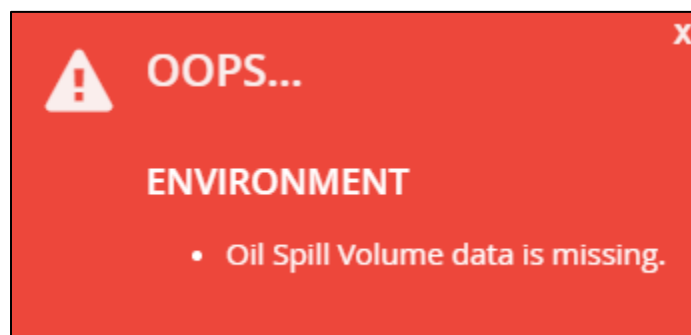 X
OOPS...
ENVIRONMENT
• Oil Spill Volume data is missing.